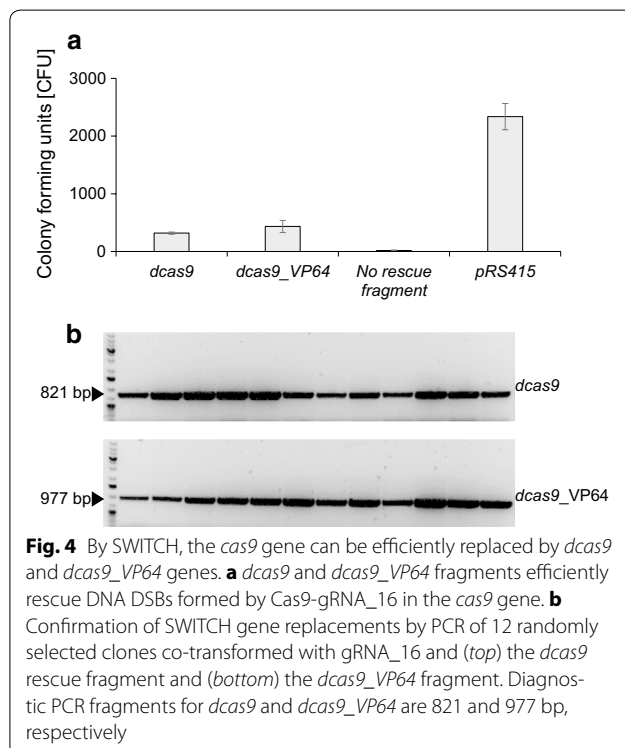 a
Colony forming units [CFU]
3000
2000
1000
0
dcas9
dcas9_VP64
No rescue
fragment
pRS415
b
821 bp
dcas9
977 bp
dcas9_VP64
Fig. 4 By SWITCH, the cas9 gene can be efficiently replaced by dcas9
and dcas9_VP64 genes. a dcas9 and dcas9_VP64 fragments efficiently
rescue DNA DSBs formed by Cas9-gRNA_16 in the cas9 gene. b
Confirmation of SWITCH gene replacements by PCR of 12 randomly
selected clones co-transformed with gRNA_16 and (top) the dcas9
rescue fragment and (bottom) the dcas9_VP64 fragment. Diagnos-
tic PCR fragments for dcas9 and dcas9_VP64 are 821 and 977 bp,
respectively